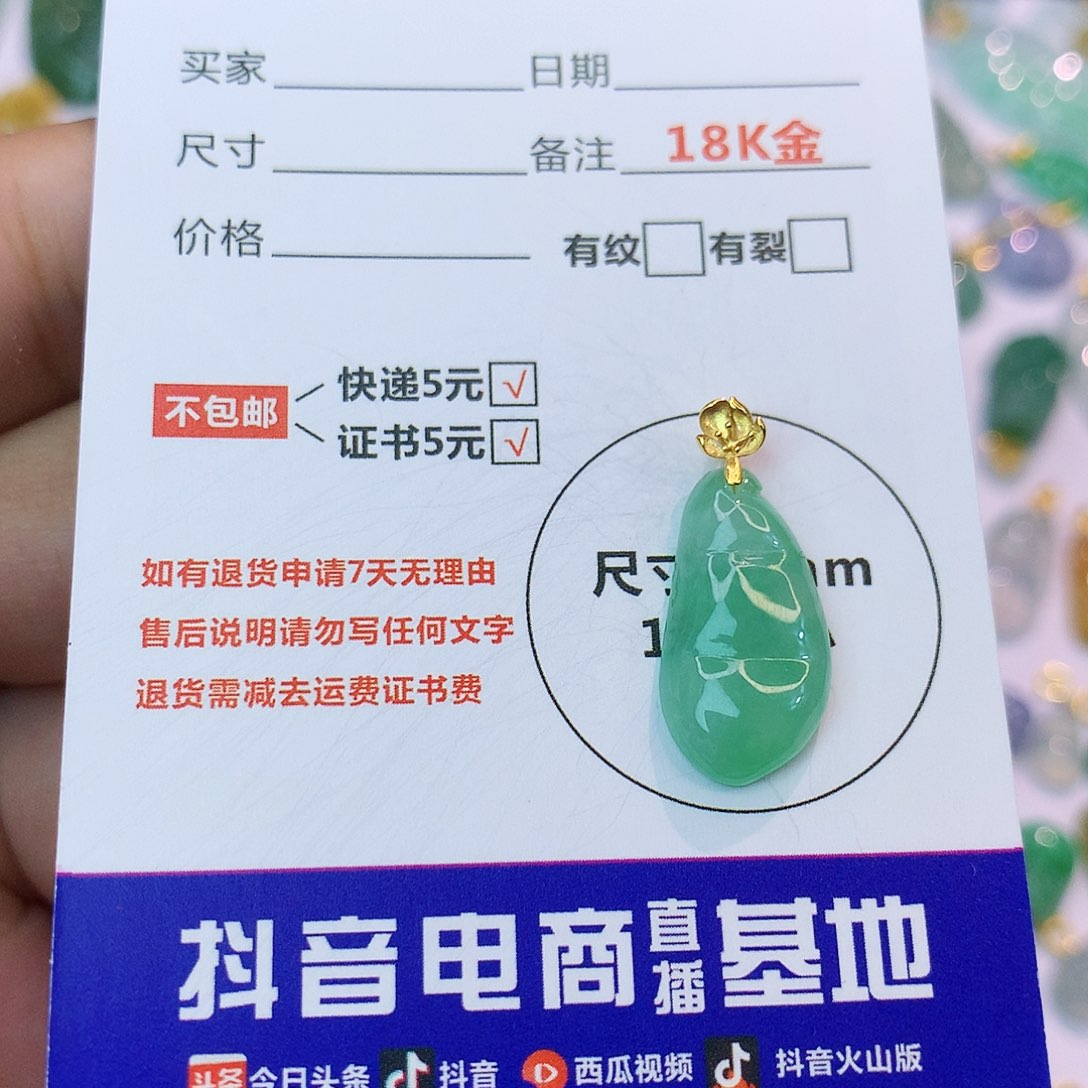 买家 日期
尺寸 备注 18K金
价格 有纹 有裂
不包邮 快递5元 √
证书5元 √
如有退货申请7天无理由
售后说明请勿写任何文字
退货需减去运费证书费
尺寸
抖音电商直播基地
头条 今日头条 抖音 西瓜视频 抖音火山版